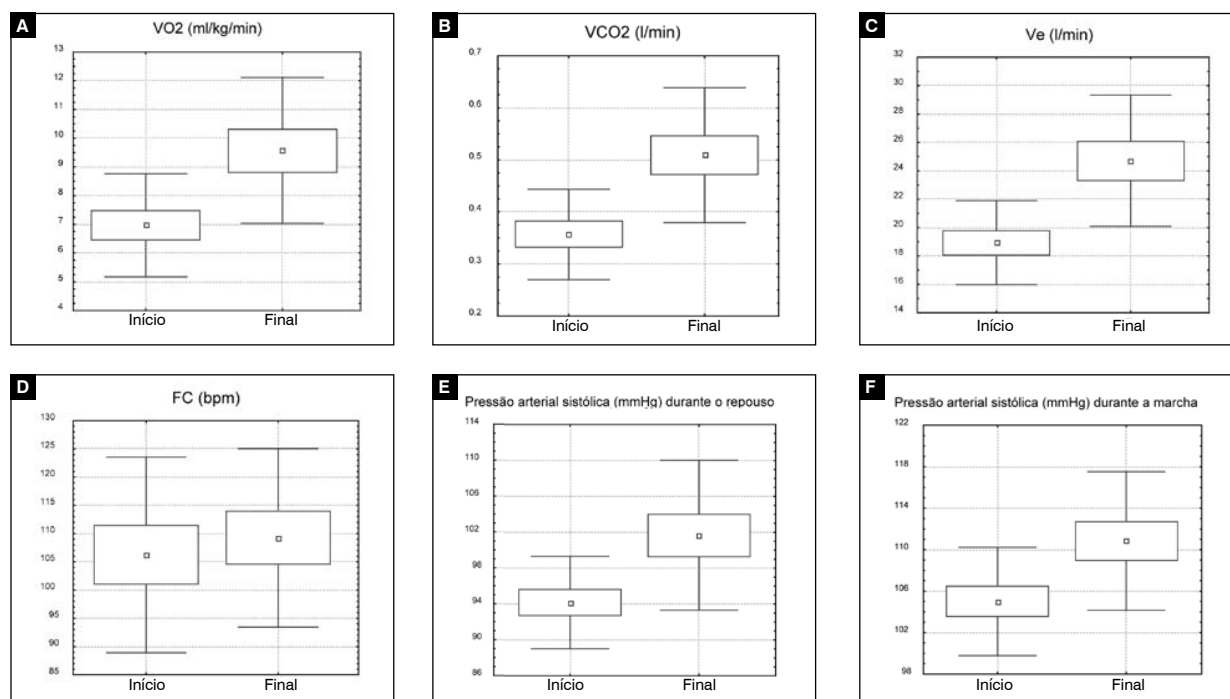 A
VO2 (ml/kg/min)
13
12
11
10
9
8
7
6
5
4
Início Final
B
VCO2 (l/min)
0,7
0,6
0,5
0,4
0,3
0,2
Início Final
C
Ve (l/min)
32
30
28
26
24
22
20
18
16
14
Início Final
D
FC (bpm)
130
125
120
115
110
105
100
95
90
85
Início Final
E
Pressão arterial sistólica (mmHg) durante o repouso
114
110
106
102
98
94
90
86
Início Final
F
Pressão arterial sistólica (mmHg) durante a marcha
122
118
114
110
106
102
98
Início Final